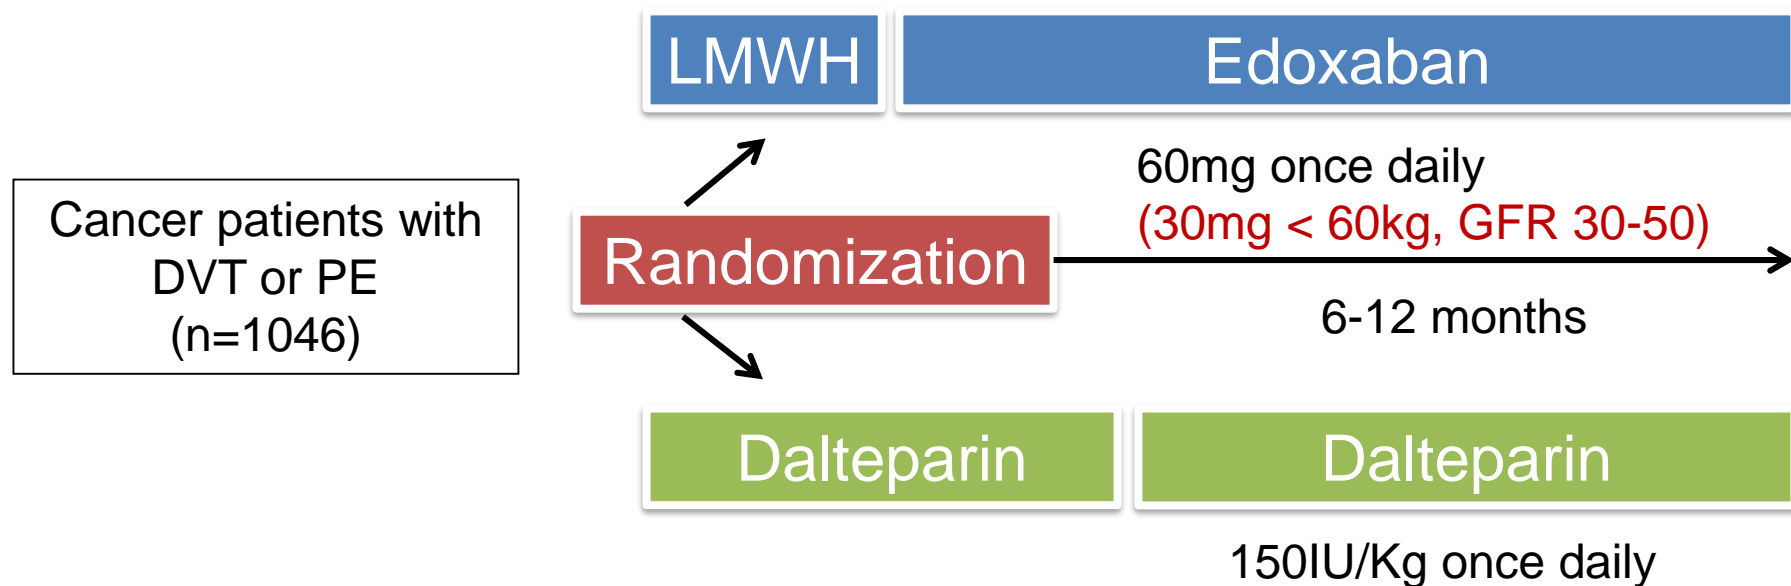 LMWH
Edoxaban
60mg once daily
(30mg < 60kg, GFR 30-50)
Cancer patients with
DVT or PE
(n=1046)
Randomization
6-12 months
Dalteparin
Dalteparin
150IU/Kg once daily